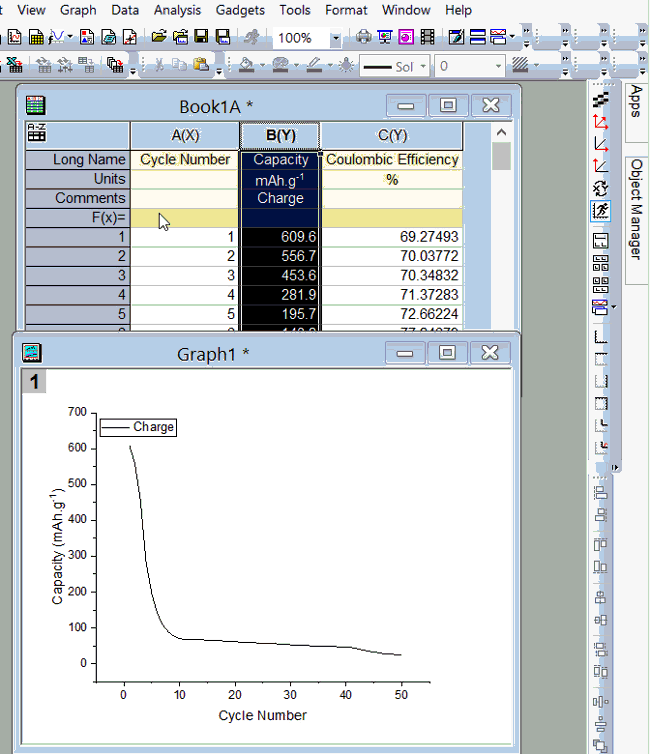 View Graph Data Analysis Gadgets Tools Format Window Help
100%
Sol 0
Apps
Object Manager
Book1A *
A-Z A(X) B(Y) C(Y)
Long Name Cycle Number Capacity Coulombic Efficiency
Units mAh.g-1 %
Comments Charge
F(x)=
1 1 609.6 69.27493
2 2 556.7 70.03772
3 3 453.6 70.34832
4 4 281.9 71.37283
5 5 195.7 72.66224
Graph1 *
1
700
Charge
600
500
400
300
200
100
0
Capacity (mAh.g-1)
0 10 20 30 40 50
Cycle Number